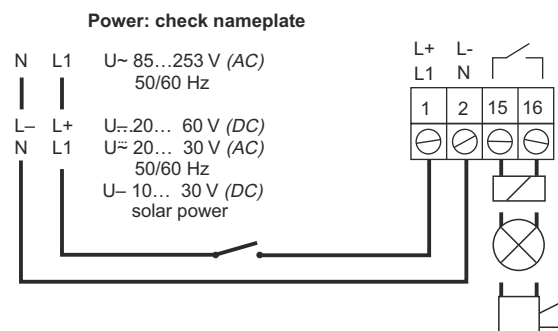 Power: check nameplate
N L1 U~ 85...253 V (AC)
50/60 Hz
L– L+ U⎓20... 60 V (DC)
N L1 U≂ 20... 30 V (AC)
50/60 Hz
U– 10... 30 V (DC)
solar power
L+ L-
L1 N
1 2 15 16